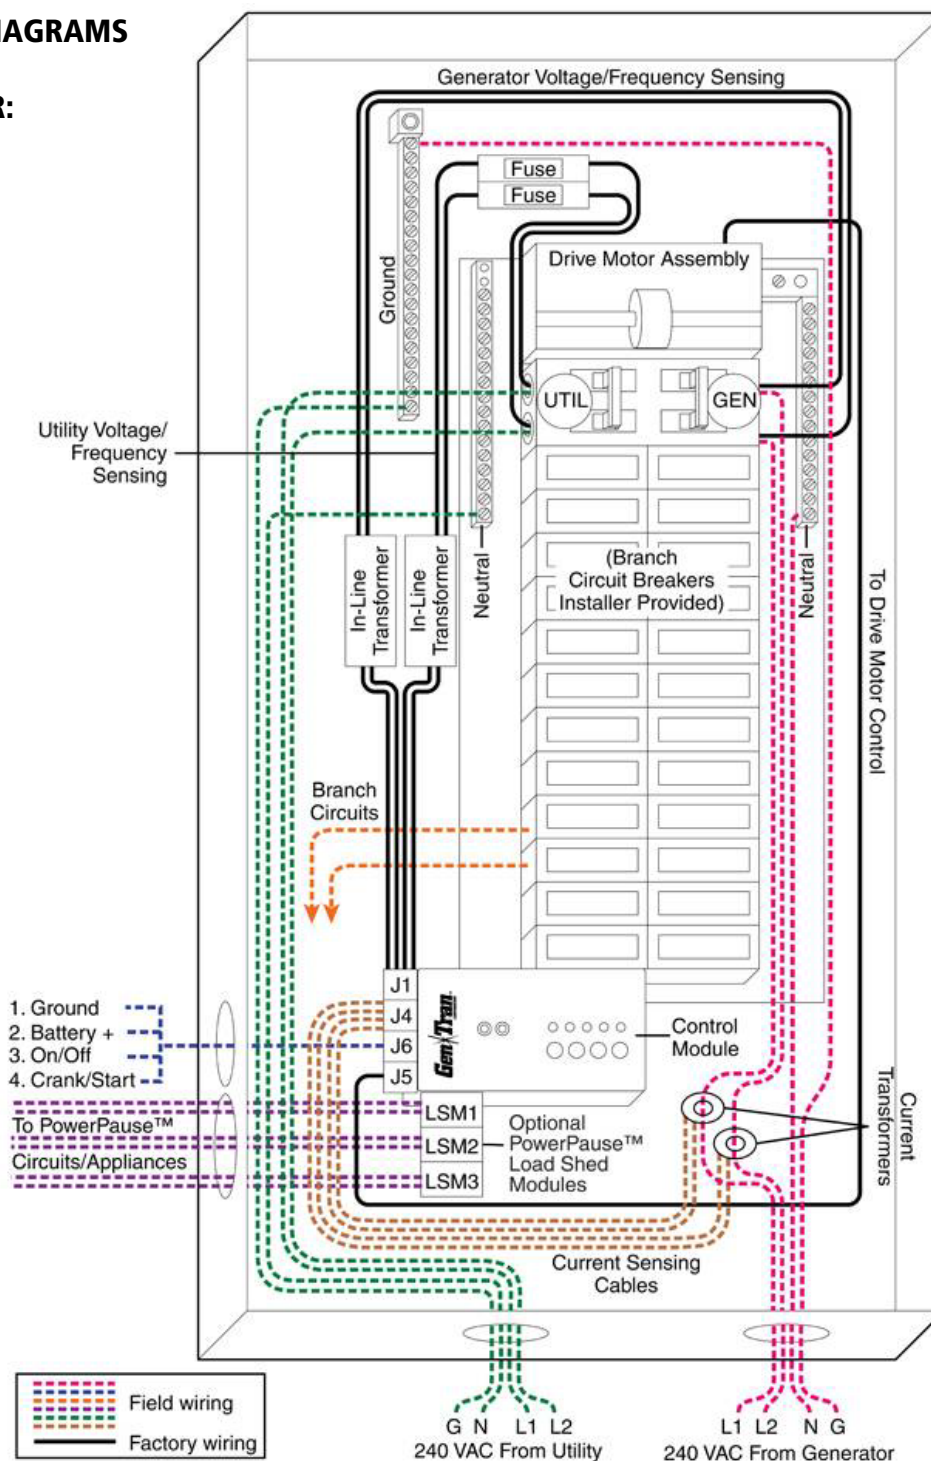 IAGRAMS
R:
Generator Voltage/Frequency Sensing
Fuse
Fuse
Ground
Drive Motor Assembly
UTIL
GEN
Utility Voltage/
Frequency
Sensing
In-Line
Transformer
In-Line
Transformer
Neutral
(Branch
Circuit Breakers
Installer Provided)
Neutral
To Drive Motor Control
Branch
Circuits
J1
J4
J6
J5
Gen Tran
Control
Module
1. Ground
2. Battery +
3. On/Off
4. Crank/Start
To PowerPause™
Circuits/Appliances
LSM1
LSM2
LSM3
Optional
PowerPause™
Load Shed
Modules
Current
Transformers
Current Sensing
Cables
Field wiring
Factory wiring
G N L1 L2
240 VAC From Utility
L1 L2 N G
240 VAC From Generator